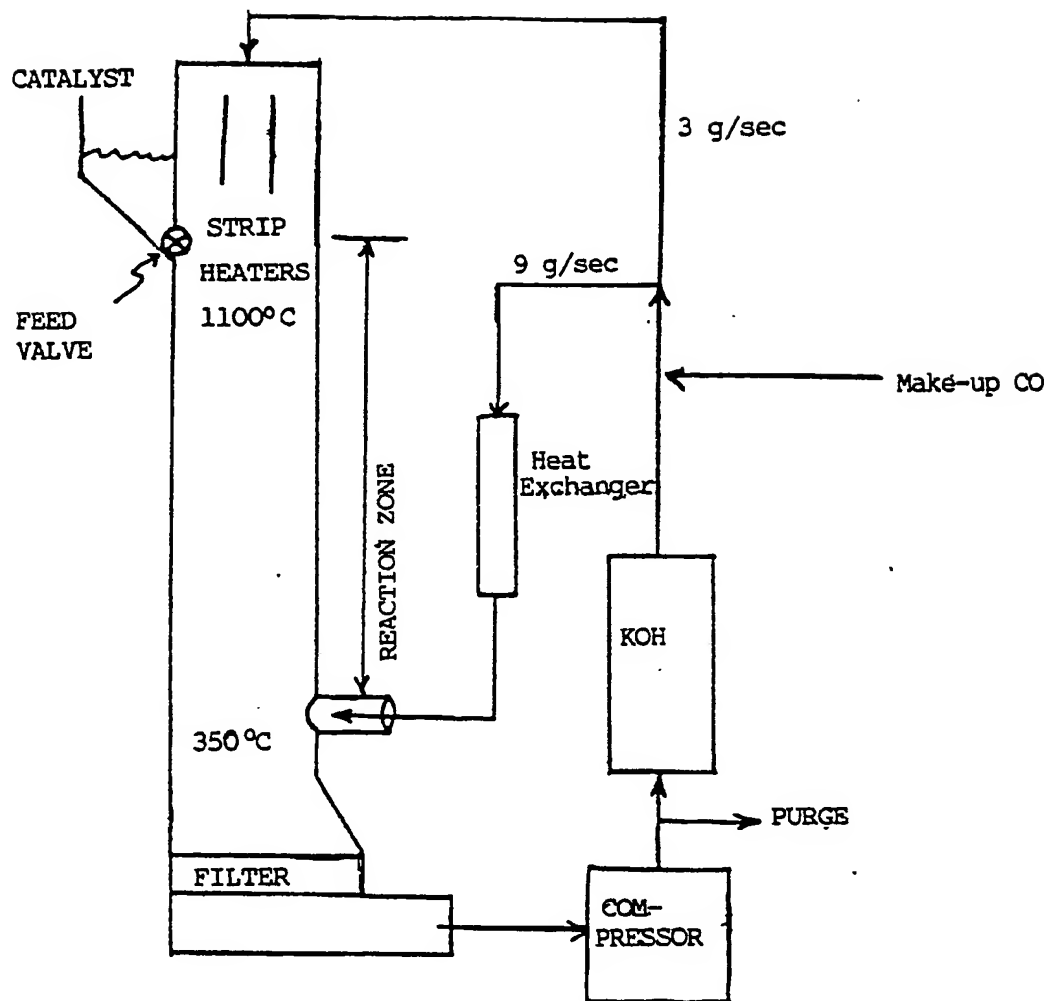 CATALYST
3 g/sec
STRIP
HEATERS
1100°C
9 g/sec
FEED
VALVE
Make-up CO
Heat
Exchanger
REACTION ZONE
KOH
350°C
PURGE
FILTER
COM-
PRESSOR